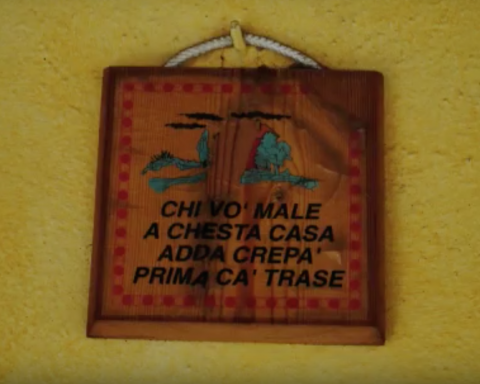 CHI VO' MALE
A CHESTA CASA
ADDA CREPA'
PRIMA CA' TRASE